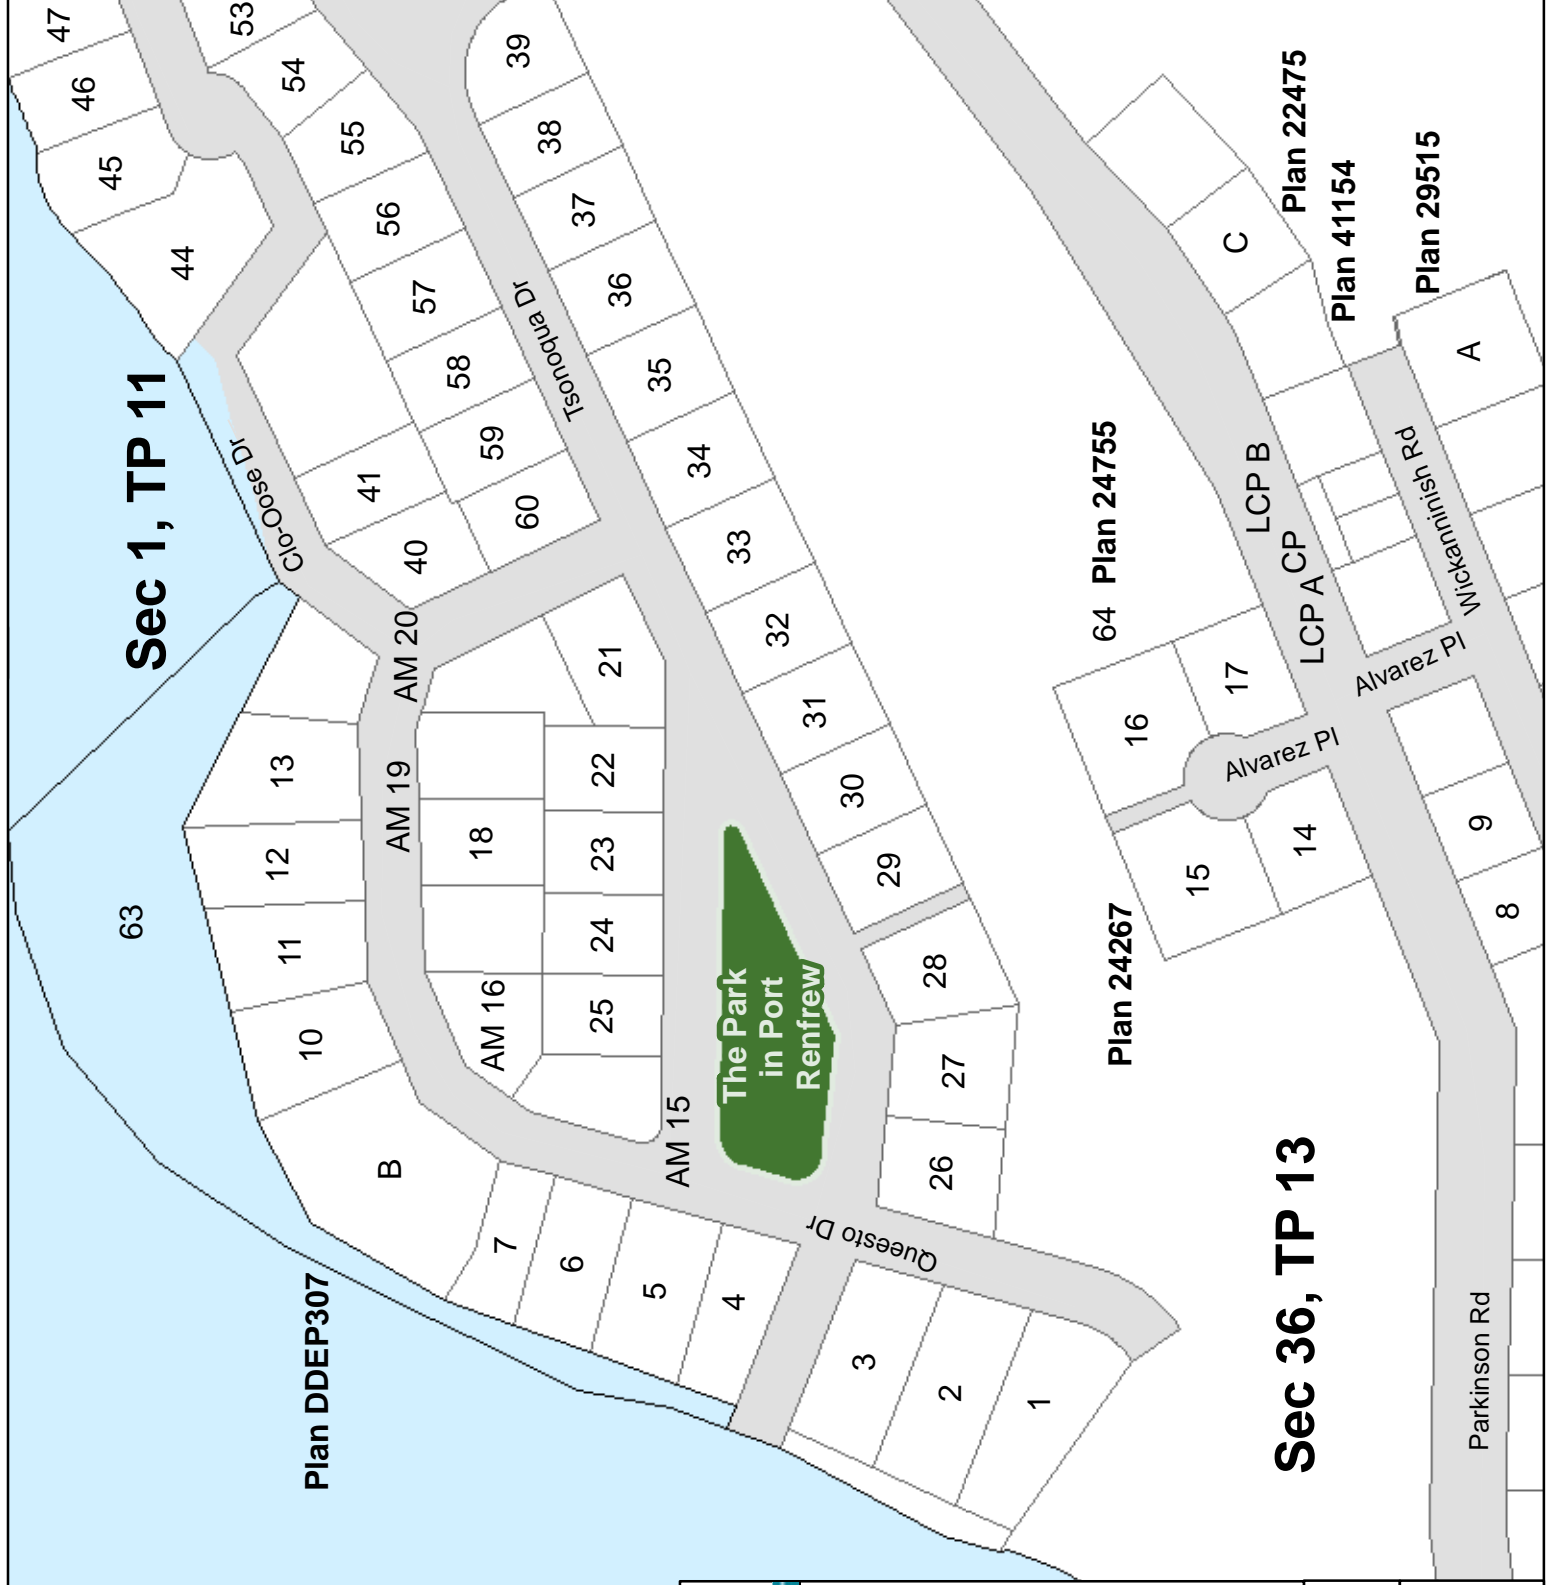 47
46
45
44
53
54
55
56
57
58
59
60
39
38
37
36
35
34
33
32
31
30
29
28
27
26
Sec 1, TP 11
Clo-Oose Dr
Tsonoqua Dr
41
40
AM 20
21
22
23
24
25
AM 19
18
AM 16
AM 15
63
13
12
11
10
B
7
6
5
4
3
2
1
Plan DDEP307
The Park
in Port
Renfrew
Queesto Dr
Plan 22475
Plan 41154
Plan 29515
C
A
64 Plan 24755
LCP B
CP
LCP A
Wickanninish Rd
Alvarez Pl
Alvarez Pl
17
16
15
14
9
8
Plan 24267
Sec 36, TP 13
Parkinson Rd